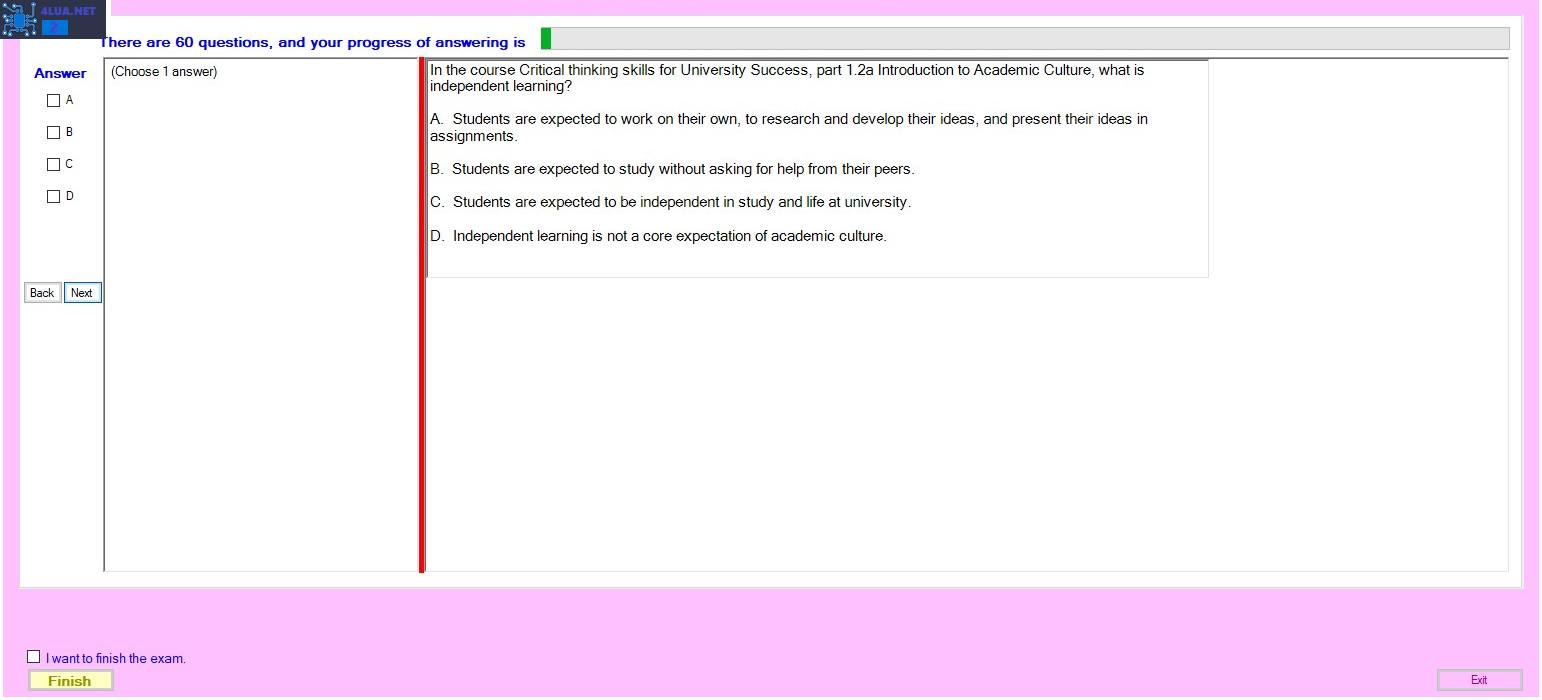 4LUA.NET
2
There are 60 questions, and your progress of answering is
Answer
(Choose 1 answer)
A
B
C
D
Back Next
In the course Critical thinking skills for University Success, part 1.2a Introduction to Academic Culture, what is
independent learning?
A. Students are expected to work on their own, to research and develop their ideas, and present their ideas in
assignments.
B. Students are expected to study without asking for help from their peers.
C. Students are expected to be independent in study and life at university.
D. Independent learning is not a core expectation of academic culture.
I want to finish the exam.
Finish
Exit